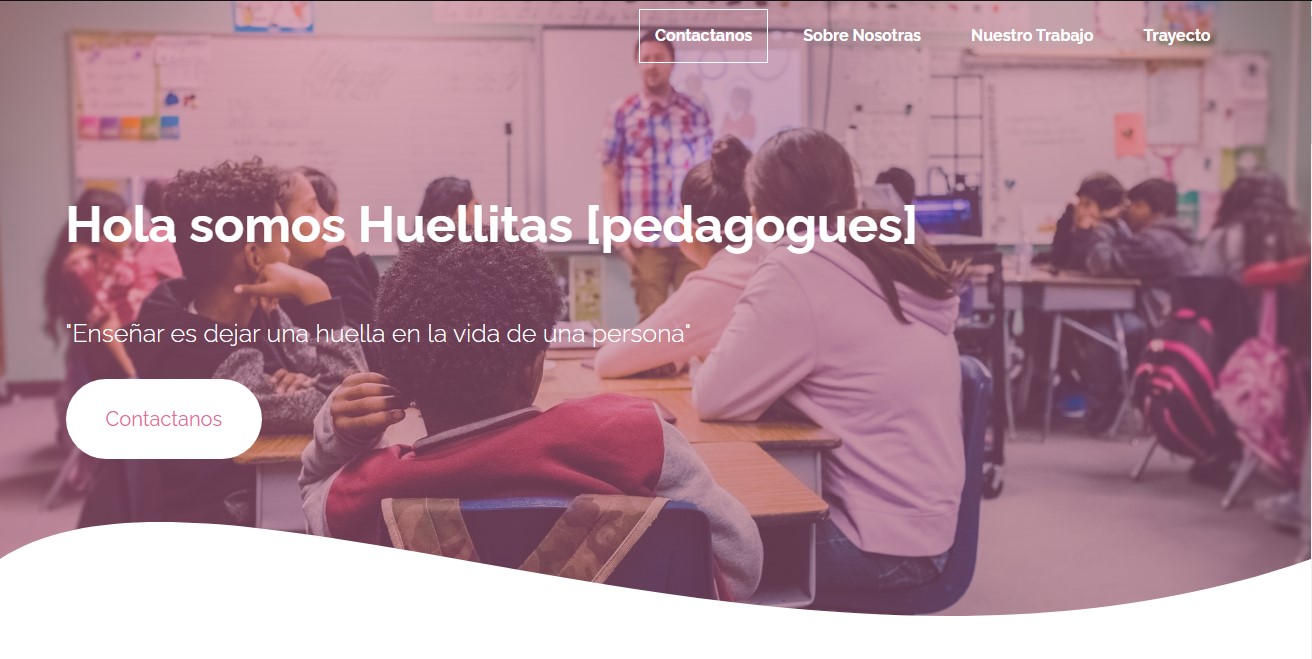 Contactanos
Sobre Nosotras
Nuestro Trabajo
Trayecto
Hola somos Huellitas [pedagogues]
"Enseñar es dejar una huella en la vida de una persona"
Contactanos